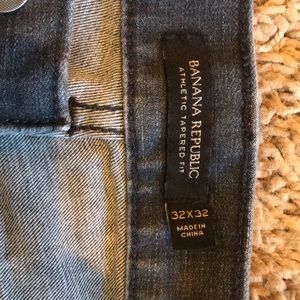 BANANA REPUBLIC
ATHLETIC TAPERED FIT
32X32
MADE IN
CHINA